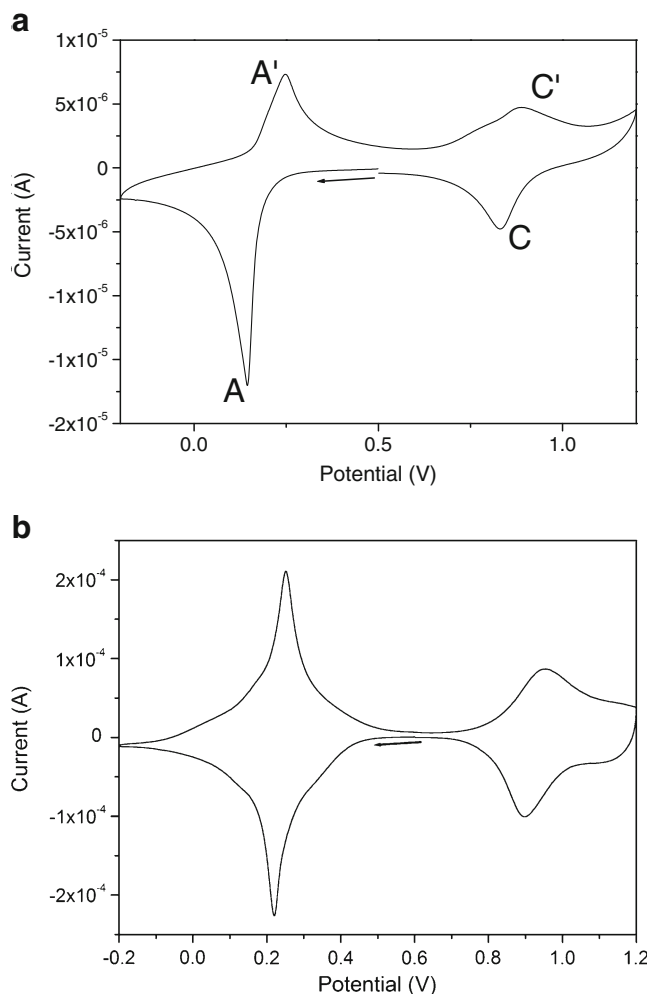 a
1x10-5
A'
C'
5x10-6
0
-5x10-6
C
-1x10-5
-1x10-5
A
-2x10-5
0.0 0.5 1.0
Current (A)
Potential (V)
b
2x10-4
1x10-4
0
-1x10-4
-2x10-4
-0.2 0.0 0.2 0.4 0.6 0.8 1.0 1.2
Current (A)
Potential (V)